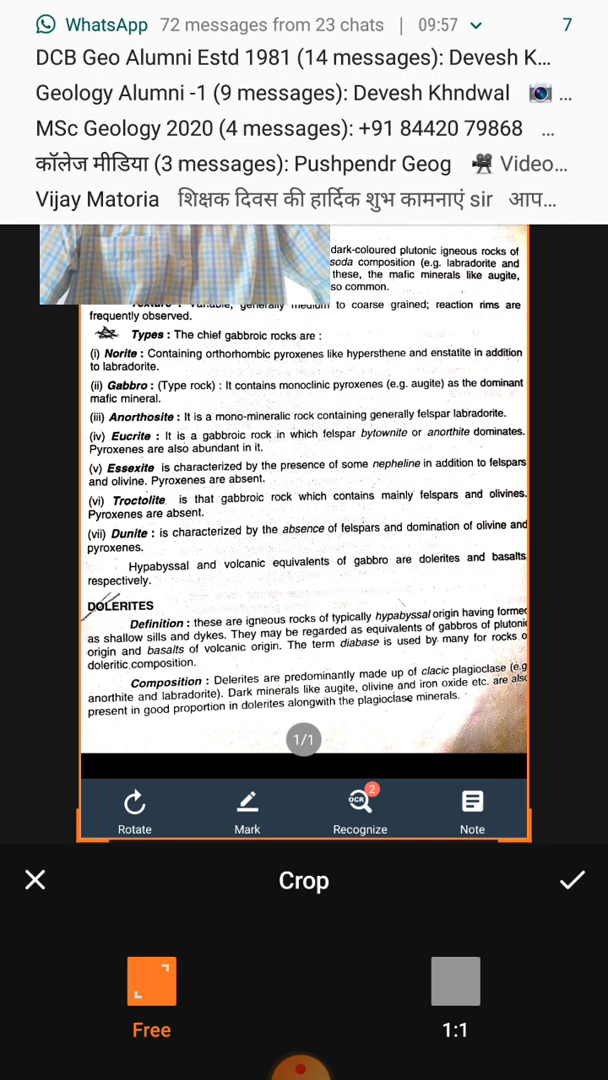 WhatsApp 72 messages from 23 chats | 09:57 7
DCB Geo Alumni Estd 1981 (14 messages): Devesh K...
Geology Alumni -1 (9 messages): Devesh Khndwal 📷 ...
MSc Geology 2020 (4 messages): +91 84420 79868 ...
कॉलेज मीडिया (3 messages): Pushpendr Geog 🎥 Video...
Vijay Matoria शिक्षक दिवस की हार्दिक शुभ कामनाएं sir आप...
dark-coloured plutonic igneous rocks of
soda composition (e.g. labradorite and
these, the mafic minerals like augite,
so common.
Texture : variable, generally medium to coarse grained; reaction rims are
frequently observed.
Types : The chief gabbroic rocks are :
(i) Norite : Containing orthorhombic pyroxenes like hypersthene and enstatite in addition
to labradorite.
(ii) Gabbro : (Type rock) : It contains monoclinic pyroxenes (e.g. augite) as the dominant
mafic mineral.
(iii) Anorthosite : It is a mono-mineralic rock containing generally felspar labradorite.
(iv) Eucrite : It is a gabbroic rock in which felspar bytownite or anorthite dominates.
Pyroxenes are also abundant in it.
(v) Essexite is characterized by the presence of some nepheline in addition to felspars
and olivine. Pyroxenes are absent.
(vi) Troctolite is that gabbroic rock which contains mainly felspars and olivines.
Pyroxenes are absent.
(vii) Dunite : is characterized by the absence of felspars and domination of olivine and
pyroxenes.
Hypabyssal and volcanic equivalents of gabbro are dolerites and basalts
respectively.
DOLERITES
Definition : these are igneous rocks of typically hypabyssal origin having formed
as shallow sills and dykes. They may be regarded as equivalents of gabbros of plutonic
origin and basalts of volcanic origin. The term diabase is used by many for rocks o
doleritic composition.
Composition : Delerites are predominantly made up of clacic plagioclase (e.g
anorthite and labradorite). Dark minerals like augite, olivine and iron oxide etc. are also
present in good proportion in dolerites alongwith the plagioclase minerals.
1/1
OCR 2
Rotate Mark Recognize Note
Crop
Free 1:1